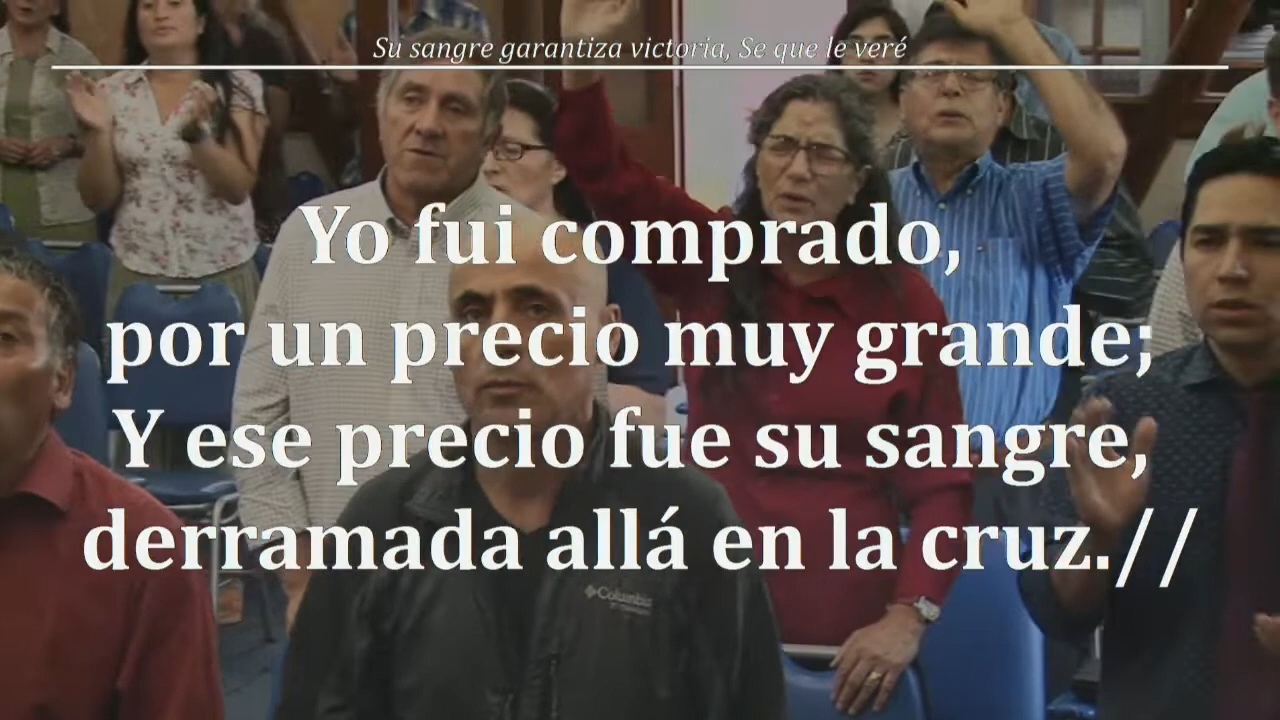 Su sangre garantiza victoria, Se que le veré
Yo fui comprado,
por un precio muy grande;
Y ese precio fue su sangre,
derramada allá en la cruz.//
Columbia